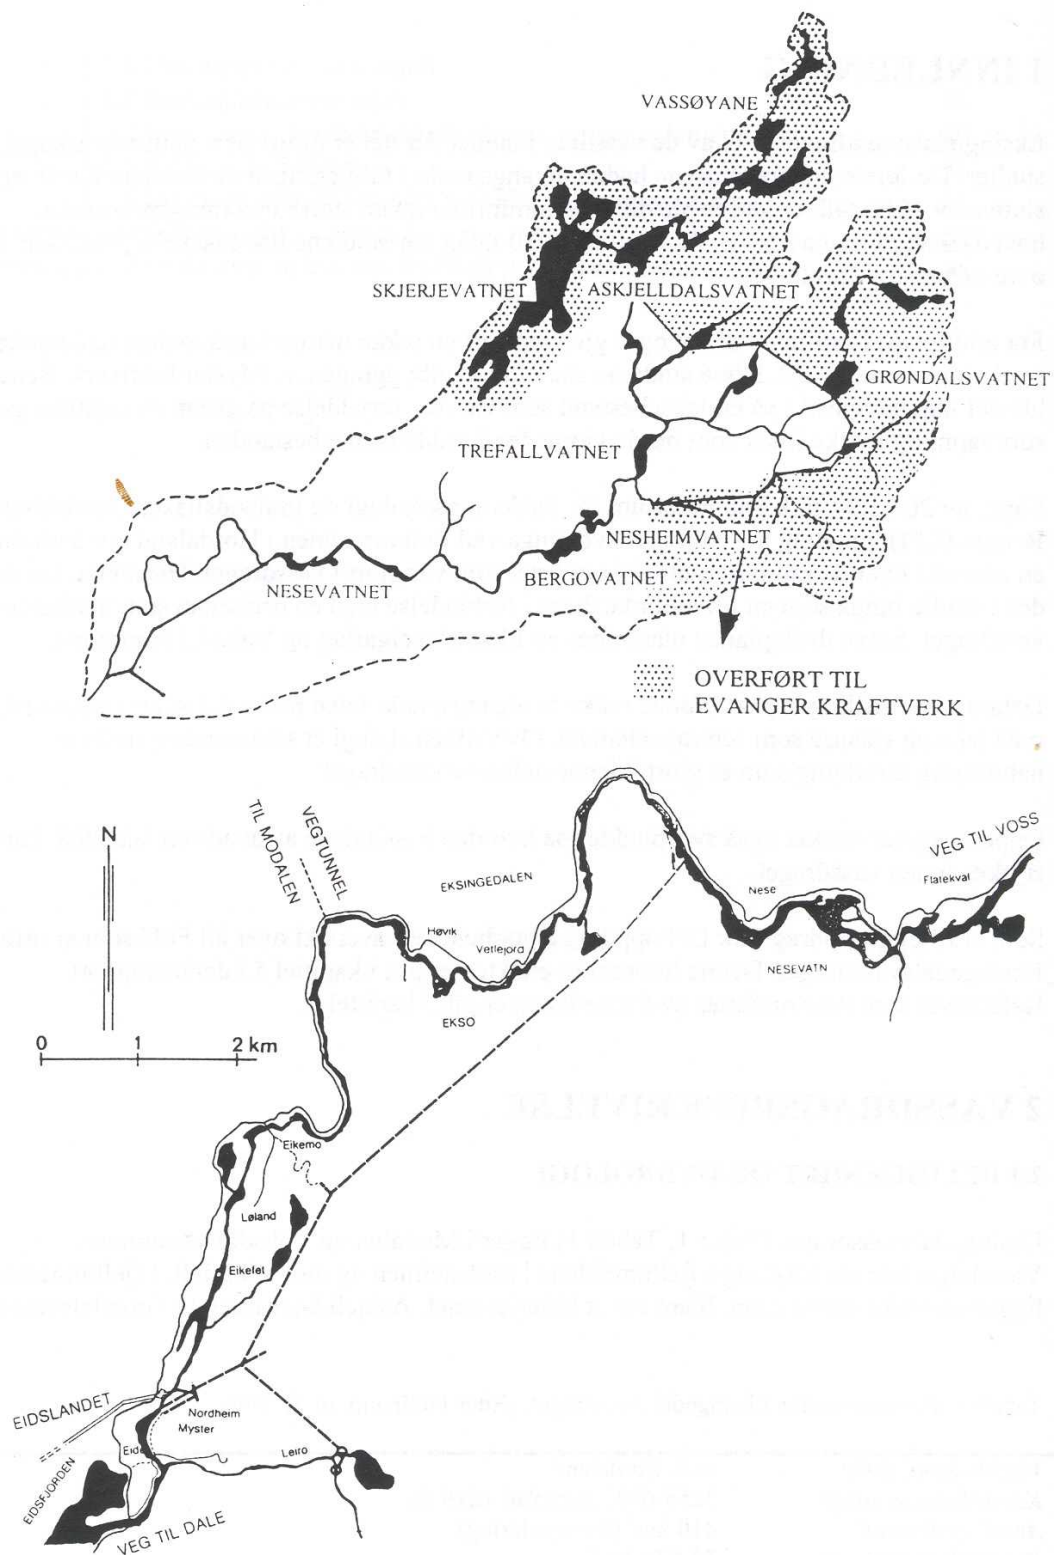 VASSØYANE
SKJERJEVATNET
ASKJELLDALSVATNET
GRØNDALSVATNET
TREFALLVATNET
NESHEIMVATNET
BERGOVATNET
NESEVATNET
OVERFØRT TIL
EVANGER KRAFTVERK
N
0 1 2 km
TIL MODALEN
VEGTUNNEL
EKSINGEDALEN
VEG TIL VOSS
Flatekval
Nese
Høvik
Vetlejord
NESEVATN
EKSO
Eikemo
Løland
Eikefet
EIDSLANDET
Nordheim
Myster
Eide
Leiro
EIDSFJORDEN
VEG TIL DALE